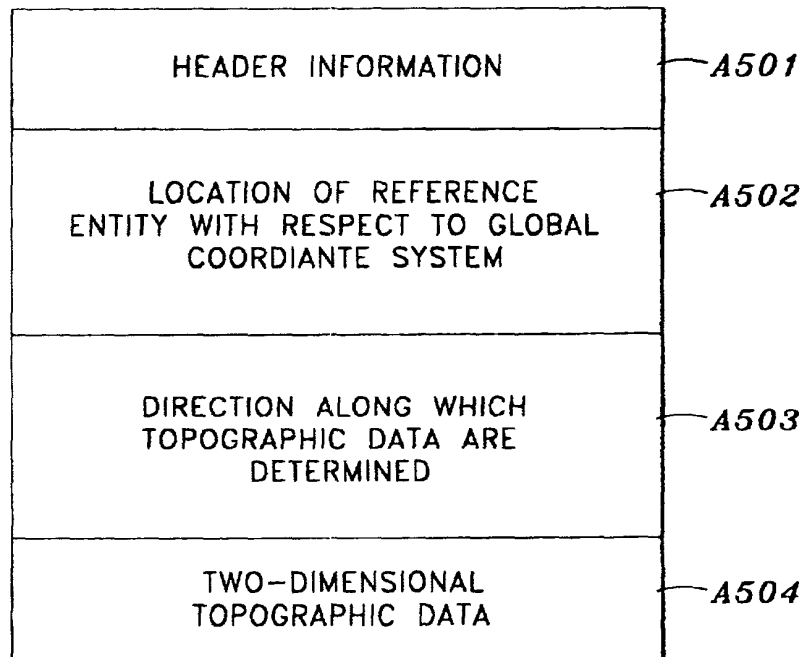 HEADER INFORMATION
A501
LOCATION OF REFERENCE
ENTITY WITH RESPECT TO GLOBAL
COORDIANTE SYSTEM
A502
DIRECTION ALONG WHICH
TOPOGRAPHIC DATA ARE
DETERMINED
A503
TWO-DIMENSIONAL
TOPOGRAPHIC DATA
A504